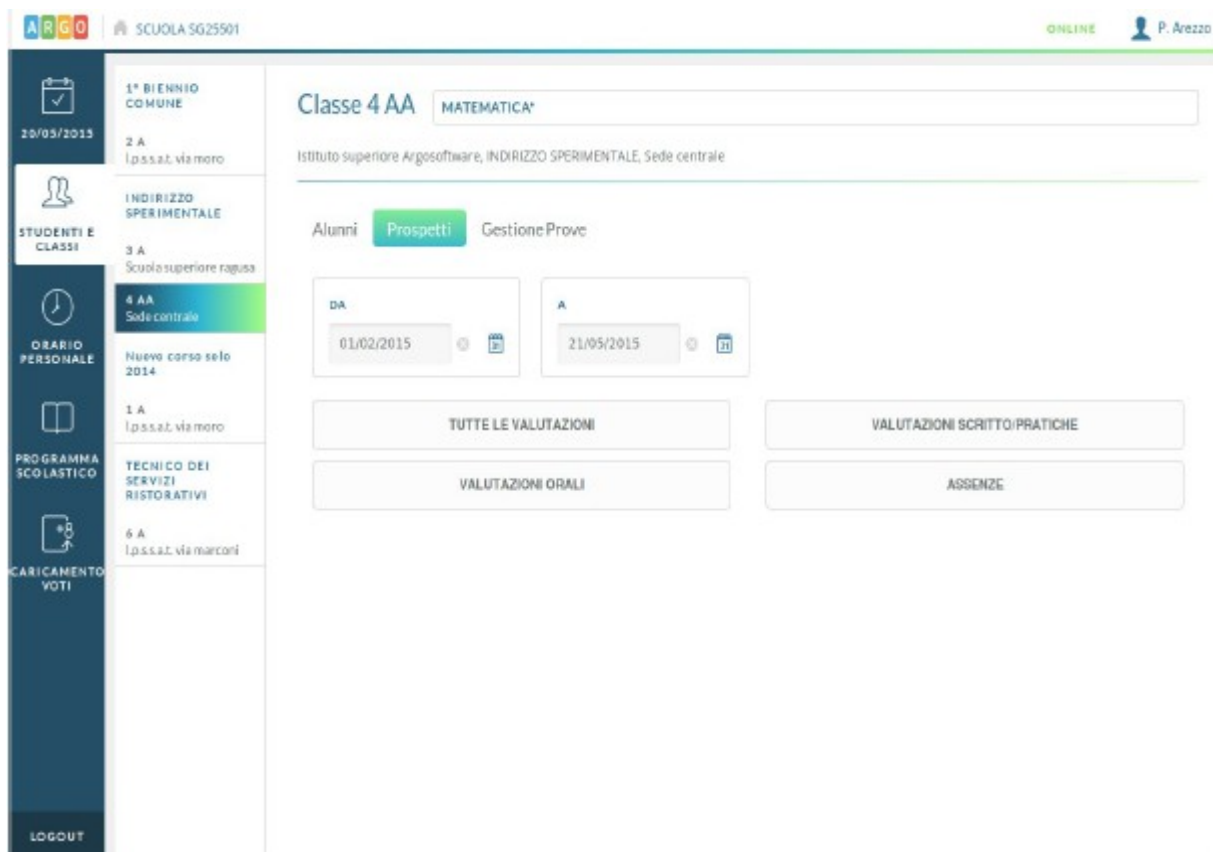 ARGO SCUOLA SG25501 ONLINE P. Arezzo
20/05/2015
STUDENTI E
CLASSI
ORARIO
PERSONALE
PROGRAMMA
SCOLASTICO
CARICAMENTO
VOTI
LOGOUT
1° BIENNIO
COMUNE
2 A
I.p.s.s.a.t. via moro
INDIRIZZO
SPERIMENTALE
3 A
Scuola superiore ragusa
4 AA
Sede centrale
Nuovo corso solo
2014
1 A
I.p.s.s.a.t. via moro
TECNICO DEI
SERVIZI
RISTORATIVI
6 A
I.p.s.s.a.t. via marconi
Classe 4 AA MATEMATICA*
Istituto superiore Argosoftware, INDIRIZZO SPERIMENTALE, Sede centrale
Alunni Prospetti Gestione Prove
DA A
01/02/2015 31 21/05/2015 31
TUTTE LE VALUTAZIONI VALUTAZIONI SCRITTO/PRATICHE
VALUTAZIONI ORALI ASSENZE